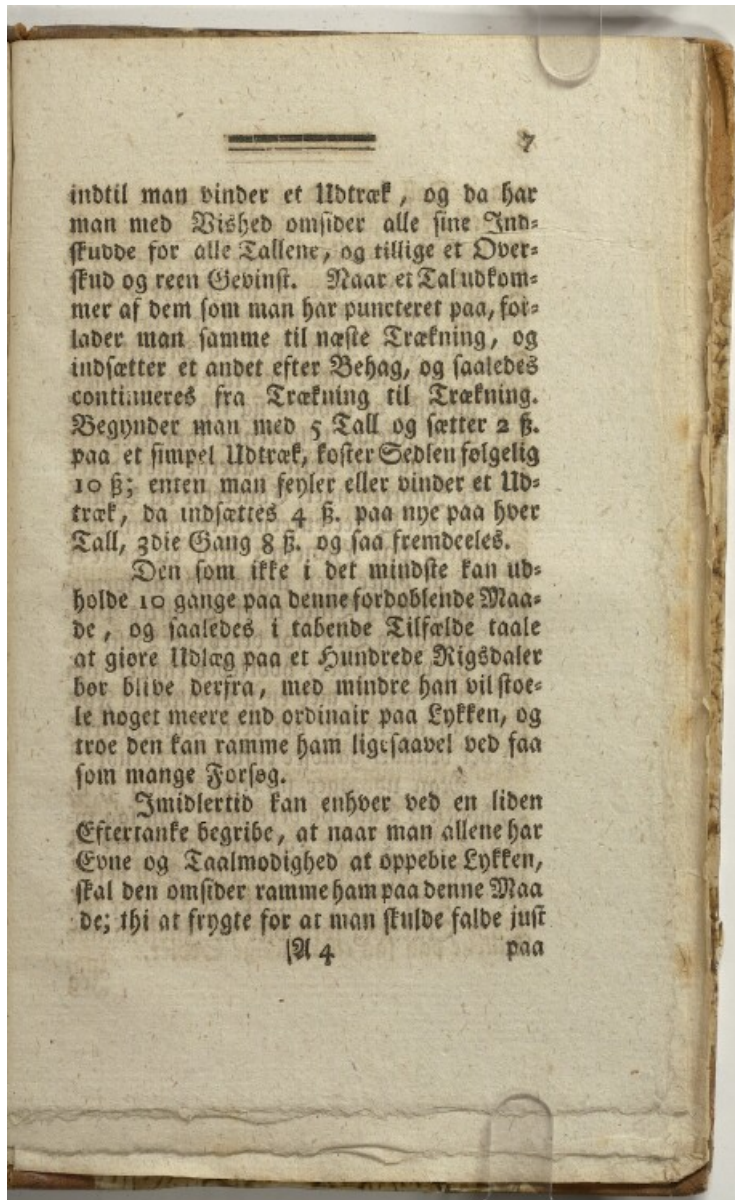 7
indtil man vinder et Udtræk, og da har
man med Vished omsider alle sine Ind-
skudde for alle Tallene, og tillige et Over-
skud og reen Gevinst. Naar et Tal udkom-
mer af dem som man har puncteret paa, for-
lader man samme til næste Trækning, og
indsætter et andet efter Behag, og saaledes
continueres fra Trækning til Trækning.
Begynder man med 5 Tall og sætter 2 ß.
paa et simpel Udtræk, koster Sedlen følgelig
10 ß; enten man feyler eller vinder et Ud-
træk, da indsættes 4 ß. paa nye paa hver
Tall, 3die Gang 8 ß. og saa fremdeeles.
Den som ikke i det mindste kan ud-
holde 10 gange paa denne fordoblende Maa-
de, og saaledes i tabende Tilfælde taale
at giøre Udlæg paa et Hundrede Rigsdaler
bør blive derfra, med mindre han vil stoe-
le noget meere end ordinair paa Lykken, og
troe den kan ramme ham ligesaavel ved faa
som mange Forsøg.
Imidlertid kan enhver ved en liden
Eftertanke begribe, at naar man allene har
Evne og Taalmodighed at oppebie Lykken,
skal den omsider ramme ham paa denne Maa
de; thi at frygte for at man skulde falde just
A 4 paa